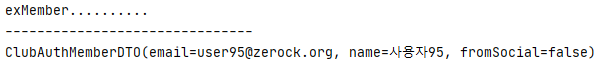 exMember..........
-------------------------------
ClubAuthMemberDTO(email=user95@zerock.org, name=사용자95, fromSocial=false)